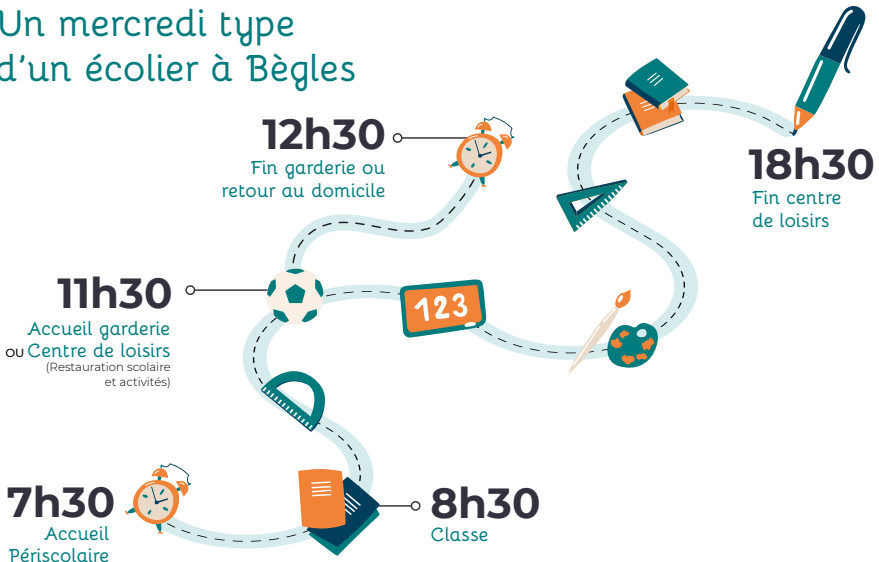 Un mercredi type
d'un écolier à Bègles
12h30
Fin garderie ou
retour au domicile
18h30
Fin centre
de loisirs
11h30
Accueil garderie
ou Centre de loisirs
(Restauration scolaire
et activités)
123
7h30
Accueil
Périscolaire
8h30
Classe